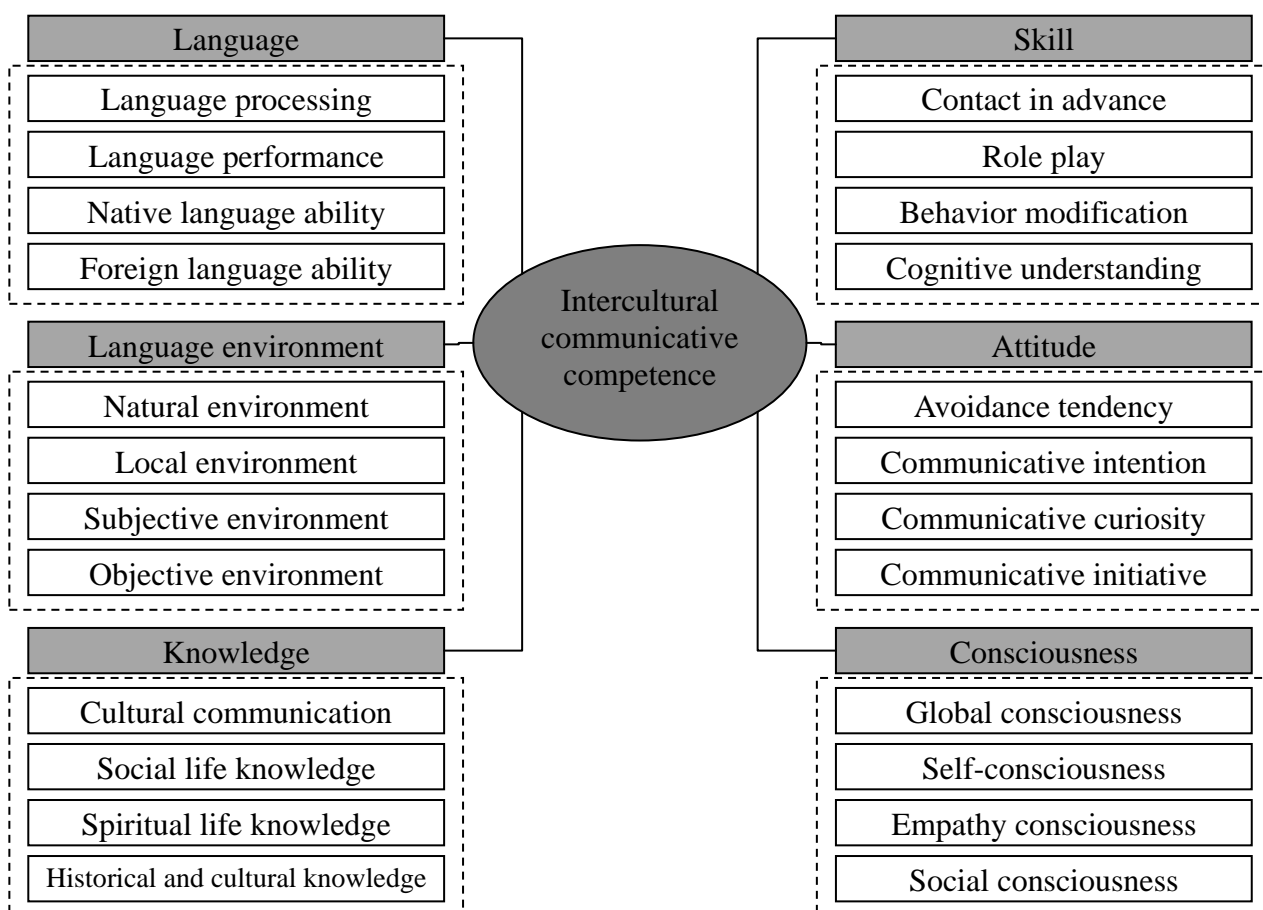 Language
Language processing
Language performance
Native language ability
Foreign language ability
Language environment
Natural environment
Local environment
Subjective environment
Objective environment
Knowledge
Cultural communication
Social life knowledge
Spiritual life knowledge
Historical and cultural knowledge
Intercultural
communicative
competence
Skill
Contact in advance
Role play
Behavior modification
Cognitive understanding
Attitude
Avoidance tendency
Communicative intention
Communicative curiosity
Communicative initiative
Consciousness
Global consciousness
Self-consciousness
Empathy consciousness
Social consciousness